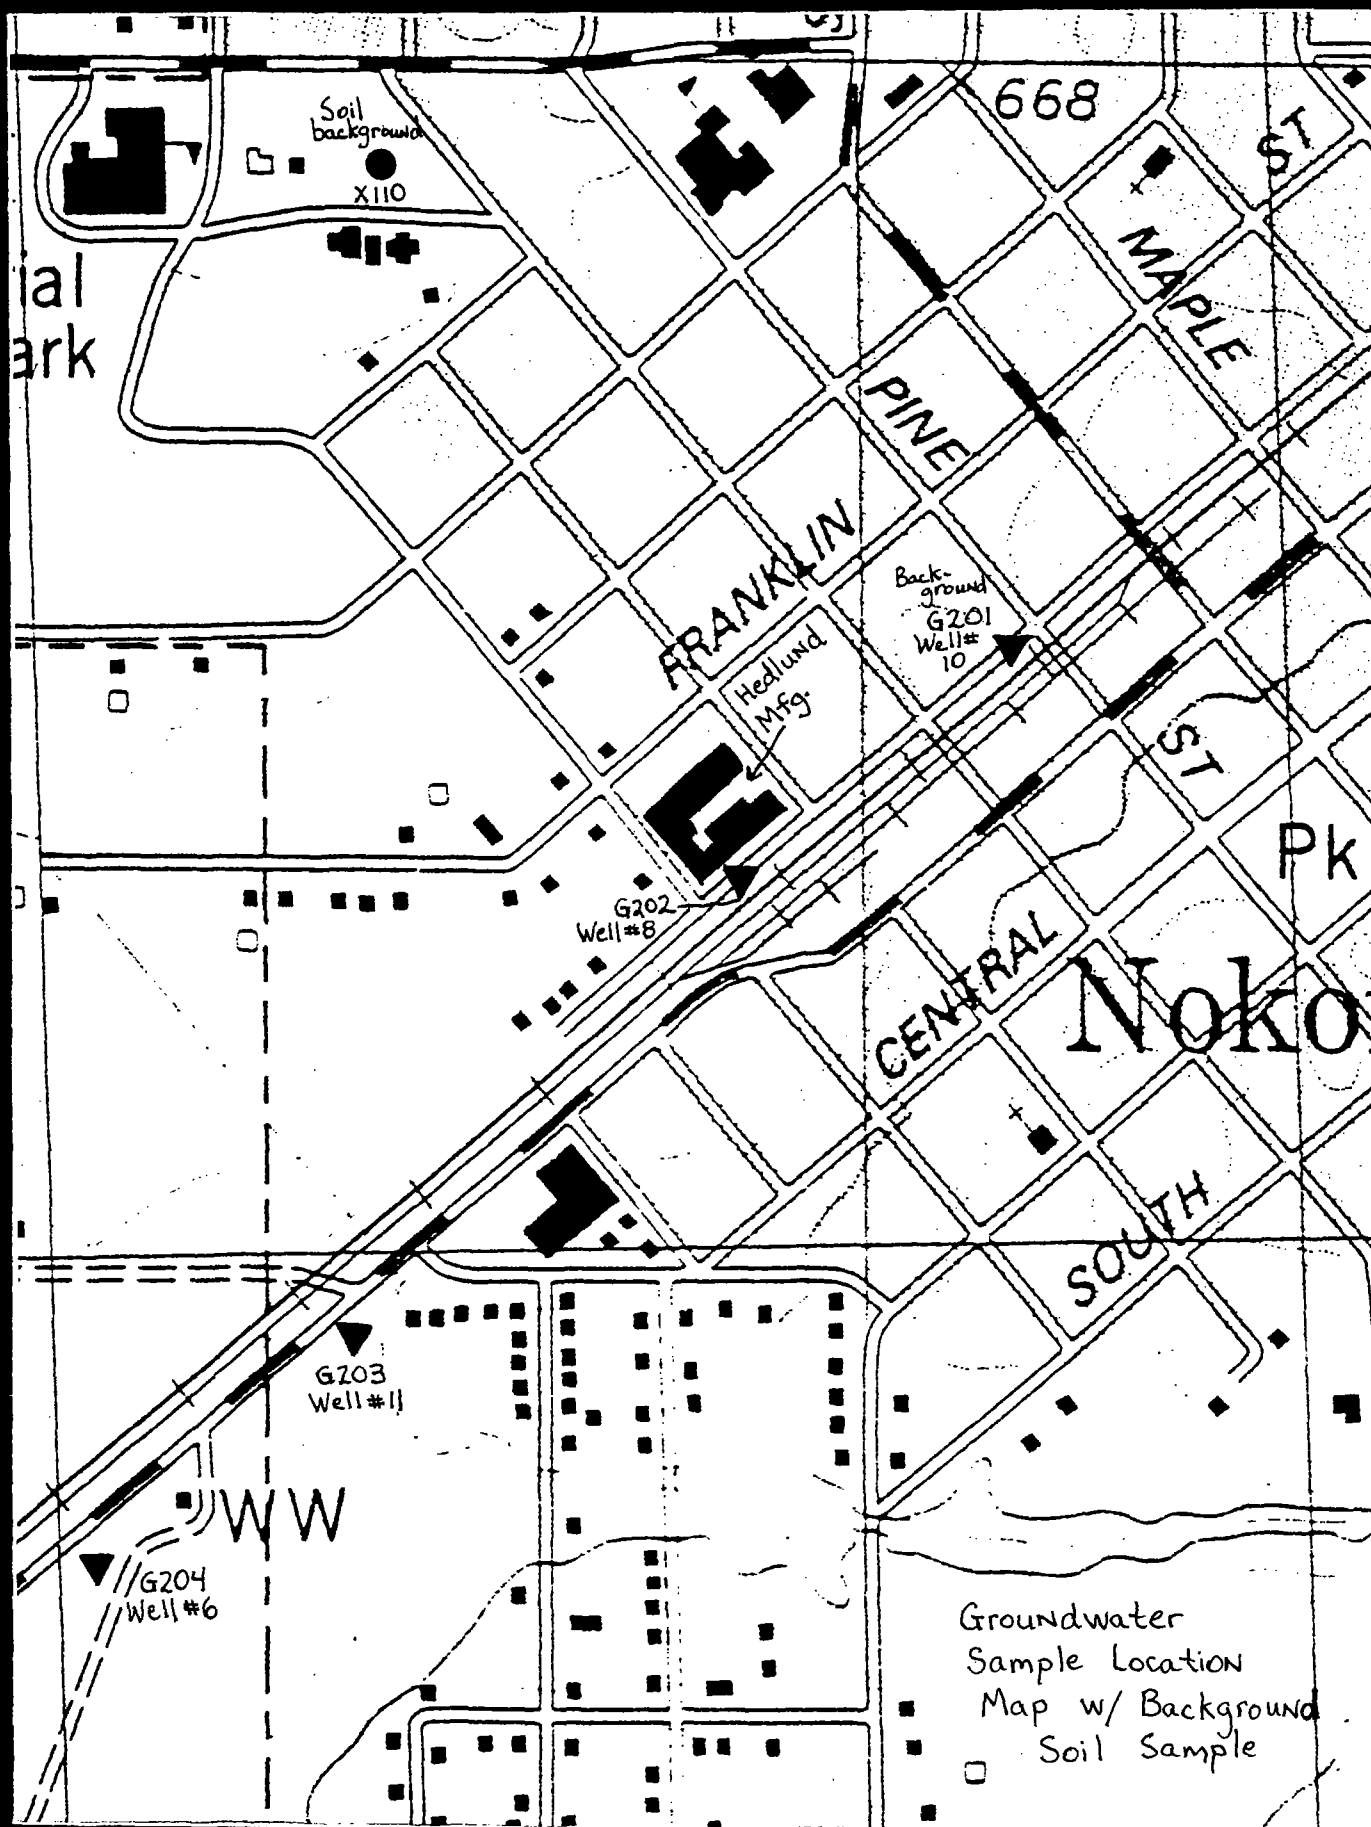 668
ST
Soil
background
X110
MAPLE
ial
ark
PINE
FRANKLIN
Back-
ground
G201
Well#
10
Hedlund
Mfg.
ST
Pk
G202
Well#8
CENTRAL
Noko
SOUTH
G203
Well#11
WW
G204
Well#6
Groundwater
Sample Location
Map w/ Background
Soil Sample